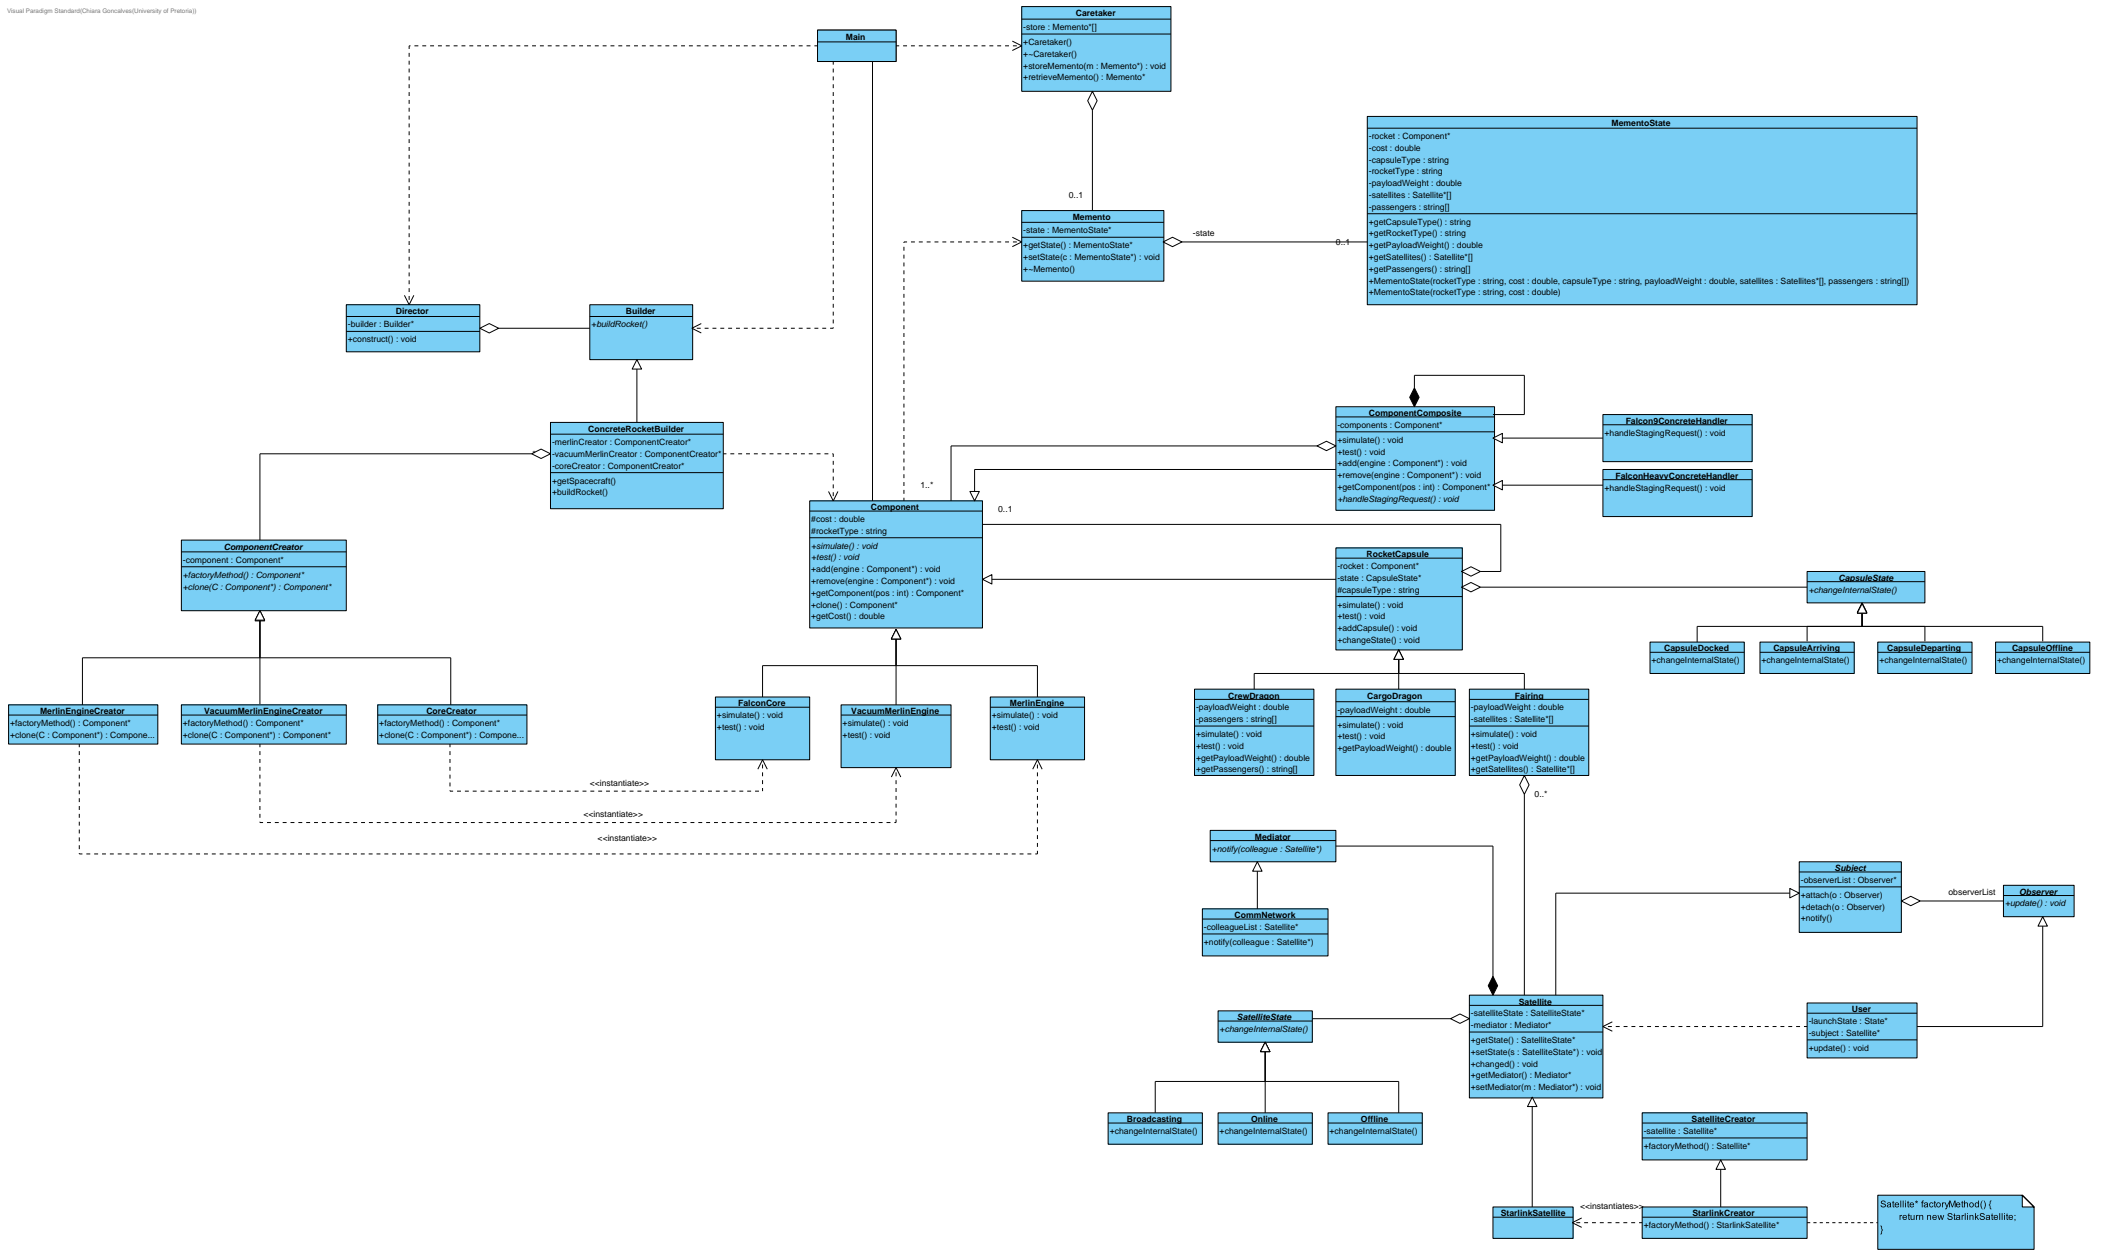 Visual Paradigm Standard(Chiara Goncalves(University of Pretoria))
Caretaker
-store : Memento*[]
+Caretaker()
+~Caretaker()
+storeMemento(m : Memento*) : void
+retrieveMemento() : Memento*
Main
MementoState
-rocket : Component*
-cost : double
-capsuleType : string
-rocketType : string
-payloadWeight : double
-satellites : Satellite*[]
-passengers : string[]
+getCapsuleType() : string
+getRocketType() : string
+getPayloadWeight() : double
+getSatellites() : Satellite*[]
+getPassengers() : string[]
+MementoState(rocketType : string, cost : double, capsuleType : string, payloadWeight : double, satellites : Satellites*[], passengers : string[])
+MementoState(rocketType : string, cost : double)
0..1
Memento
-state : MementoState*
+getState() : MementoState*
+setState(c : MementoState*) : void
+~Memento()
-state
0..1
Director
-builder : Builder*
+construct() : void
Builder
+buildRocket()
ConcreteRocketBuilder
-merlinCreator : ComponentCreator*
-vacuumMerlinCreator : ComponentCreator*
-coreCreator : ComponentCreator*
+getSpacecraft()
+buildRocket()
ComponentComposite
-components : Component*
+simulate() : void
+test() : void
+add(engine : Component*) : void
+remove(engine : Component*) : void
+getComponent(pos : int) : Component*
+handleStagingRequest() : void
Falcon9ConcreteHandler
+handleStagingRequest() : void
FalconHeavyConcreteHandler
+handleStagingRequest() : void
1..*
0..1
Component
#cost : double
#rocketType : string
+simulate() : void
+test() : void
+add(engine : Component*) : void
+remove(engine : Component*) : void
+getComponent(pos : int) : Component*
+clone() : Component*
+getCost() : double
ComponentCreator
-component : Component*
+factoryMethod() : Component*
+clone(C : Component*) : Component*
RocketCapsule
-rocket : Component*
-state : CapsuleState*
#capsuleType : string
+simulate() : void
+test() : void
+addCapsule() : void
+changeState() : void
CapsuleState
+changeInternalState()
CapsuleDocked
+changeInternalState()
CapsuleArriving
+changeInternalState()
CapsuleDeparting
+changeInternalState()
CapsuleOffline
+changeInternalState()
MerlinEngineCreator
+factoryMethod() : Component*
+clone(C : Component*) : Compone...
VacuumMerlinEngineCreator
+factoryMethod() : Component*
+clone(C : Component*) : Component*
CoreCreator
+factoryMethod() : Component*
+clone(C : Component*) : Compone...
FalconCore
+simulate() : void
+test() : void
VacuumMerlinEngine
+simulate() : void
+test() : void
MerlinEngine
+simulate() : void
+test() : void
CrewDragon
-payloadWeight : double
-passengers : string[]
+simulate() : void
+test() : void
+getPayloadWeight() : double
+getPassengers() : string[]
CargoDragon
-payloadWeight : double
+simulate() : void
+test() : void
+getPayloadWeight() : double
Fairing
-payloadWeight : double
-satellites : Satellite*[]
+simulate() : void
+test() : void
+getPayloadWeight() : double
+getSatellites() : Satellite*[]
<<instantiate>>
<<instantiate>>
<<instantiate>>
0..*
Mediator
+notify(colleague : Satellite*)
CommNetwork
-colleagueList : Satellite*
+notify(colleague : Satellite*)
Subject
-observerList : Observer*
+attach(o : Observer)
+detach(o : Observer)
+notify()
observerList
Observer
+update() : void
SatelliteState
+changeInternalState()
Satellite
-satelliteState : SatelliteState*
-mediator : Mediator*
+getState() : SatelliteState*
+setState(s : SatelliteState*) : void
+changed() : void
+getMediator() : Mediator*
+setMediator(m : Mediator*) : void
User
-launchState : State*
-subject : Satellite*
+update() : void
Broadcasting
+changeInternalState()
Online
+changeInternalState()
Offline
+changeInternalState()
SatelliteCreator
-satellite : Satellite*
+factoryMethod() : Satellite*
StarlinkSatellite
<<instantiates>>
StarlinkCreator
+factoryMethod() : StarlinkSatellite*
Satellite* factoryMethod() {
return new StarlinkSatellite;
}